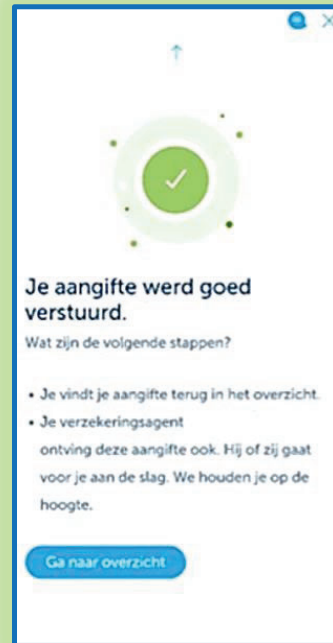 Je aangifte werd goed
verstuurd.
Wat zijn de volgende stappen?
• Je vindt je aangifte terug in het overzicht.
• Je verzekeringsagent
ontving deze aangifte ook. Hij of zij gaat
voor je aan de slag. We houden je op de
hoogte.
Ga naar overzicht